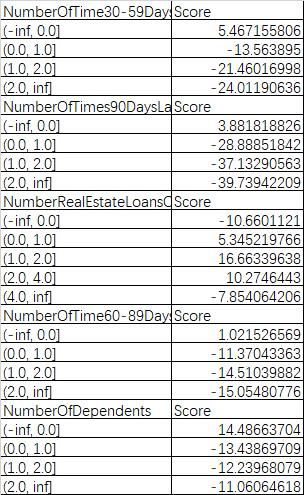 NumberOfTime30-59Days Score
(-inf, 0.0] 5.467155806
(0.0, 1.0] -13.563895
(1.0, 2.0] -21.46016998
(2.0, inf] -24.01190636
NumberOfTimes90DaysLa Score
(-inf, 0.0] 3.881818826
(0.0, 1.0] -28.88851842
(1.0, 2.0] -37.13290563
(2.0, inf] -39.73942209
NumberRealEstateLoansO Score
(-inf, 0.0] -10.6601121
(0.0, 1.0] 5.345219766
(1.0, 2.0] 16.66339638
(2.0, 4.0] 10.2746443
(4.0, inf] -7.854064206
NumberOfTime60-89Days Score
(-inf, 0.0] 1.021526569
(0.0, 1.0] -11.37043363
(1.0, 2.0] -14.51039882
(2.0, inf] -15.05480776
NumberOfDependents Score
(-inf, 0.0] 14.48663704
(0.0, 1.0] -13.43869709
(1.0, 2.0] -12.23968079
(2.0, inf] -11.06064618